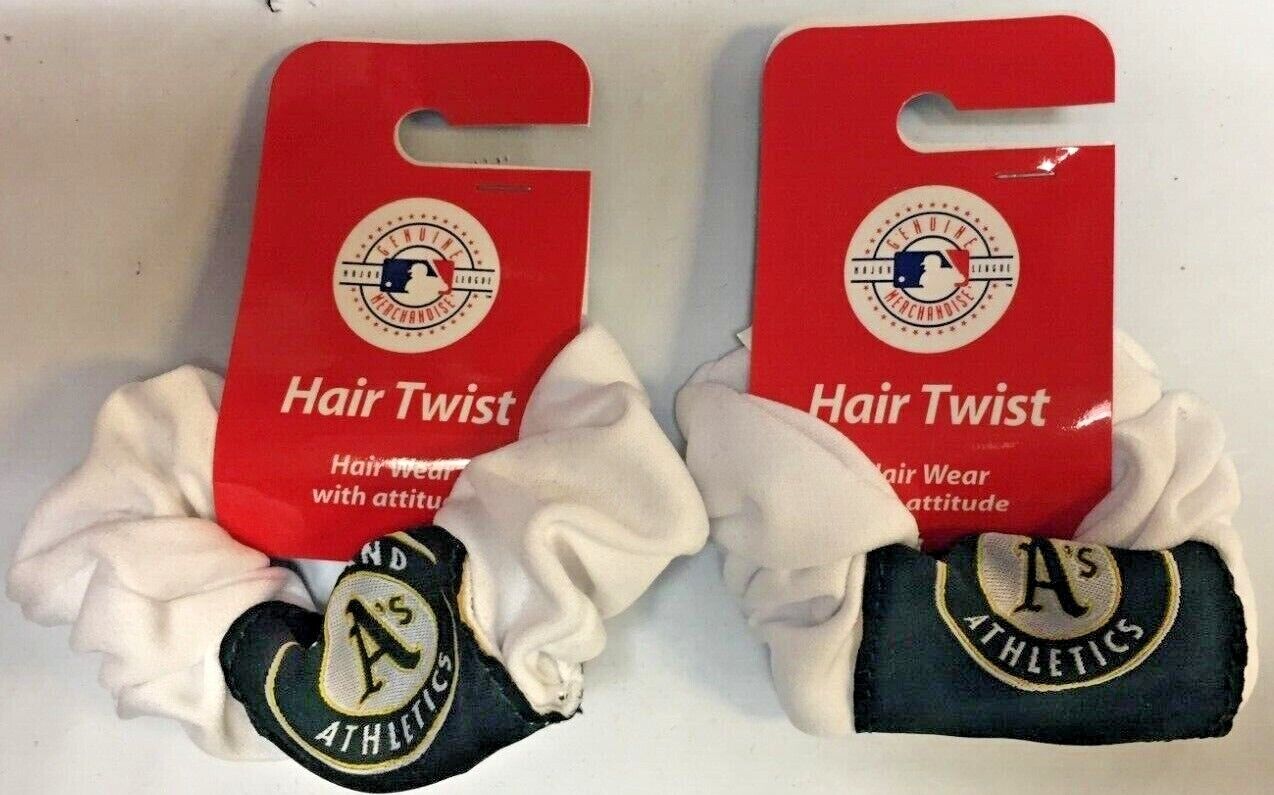 GENUINE
MAJOR LEAGUE
MERCHANDISE
Hair Twist
Hair Wear
with attitu
ND
A's
ATHLETICS
GENUINE
MAJOR LEAGUE
MERCHANDISE
Hair Twist
air Wear
attitude
A's
ATHLETICS